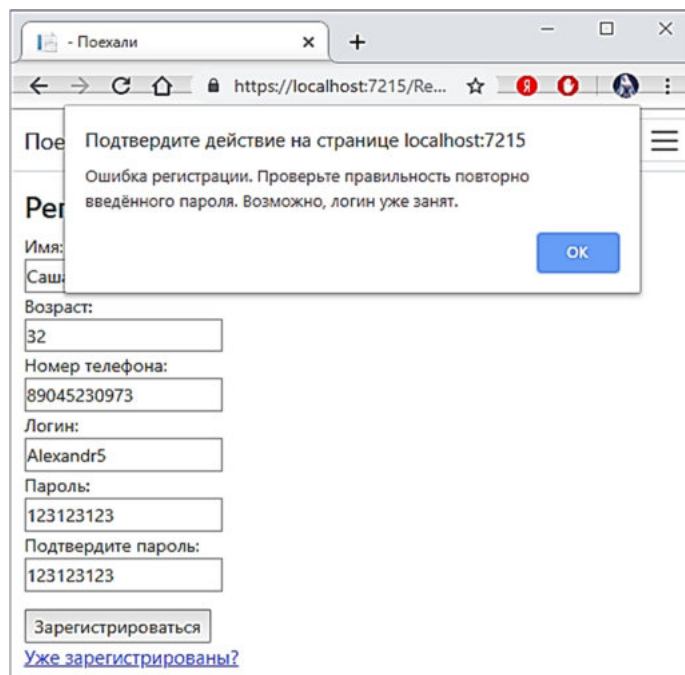 - Поехали
https://localhost:7215/Re...
Пое
Подтвердите действие на странице localhost:7215
Ошибка регистрации. Проверьте правильность повторно
введённого пароля. Возможно, логин уже занят.
ОК
Рег
Имя:
Саша
Возраст:
32
Номер телефона:
89045230973
Логин:
Alexandr5
Пароль:
123123123
Подтвердите пароль:
123123123
Зарегистрироваться
Уже зарегистрированы?